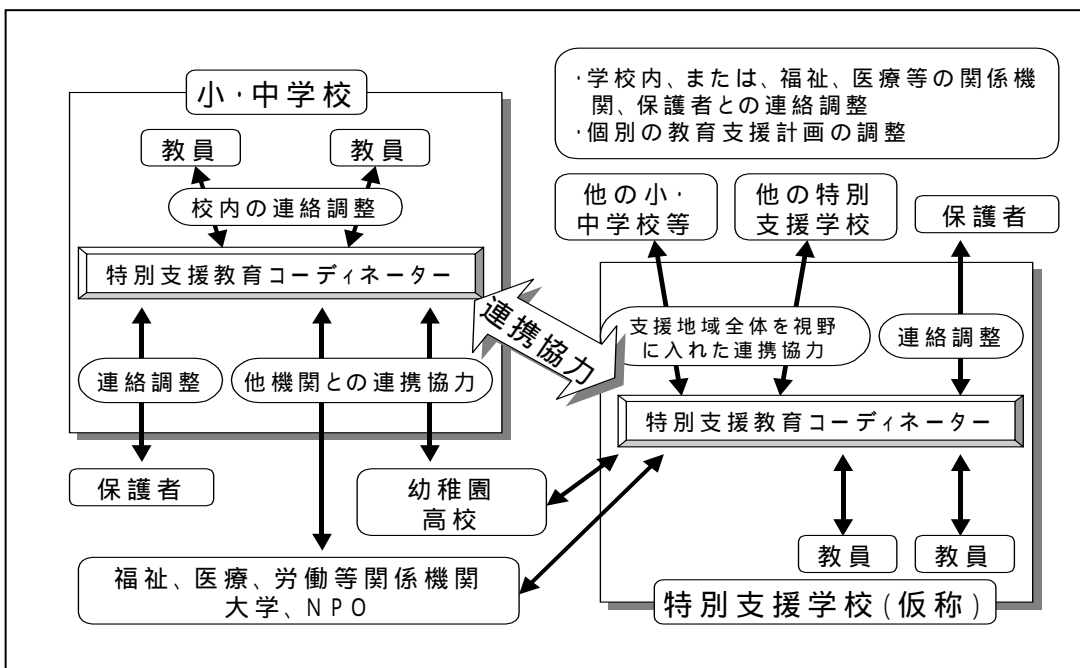 小・中学校
教員
教員
校内の連絡調整
特別支援教育コーディネーター
連絡調整
他機関との連携協力
保護者
幼稚園
高校
福祉、医療、労働等関係機関
大学、NPO
連携協力
・学校内、または、福祉、医療等の関係機
関、保護者との連絡調整
・個別の教育支援計画の調整
他の小・
中学校等
他の特別
支援学校
保護者
支援地域全体を視野
に入れた連携協力
連絡調整
特別支援教育コーディネーター
教員
教員
特別支援学校(仮称)